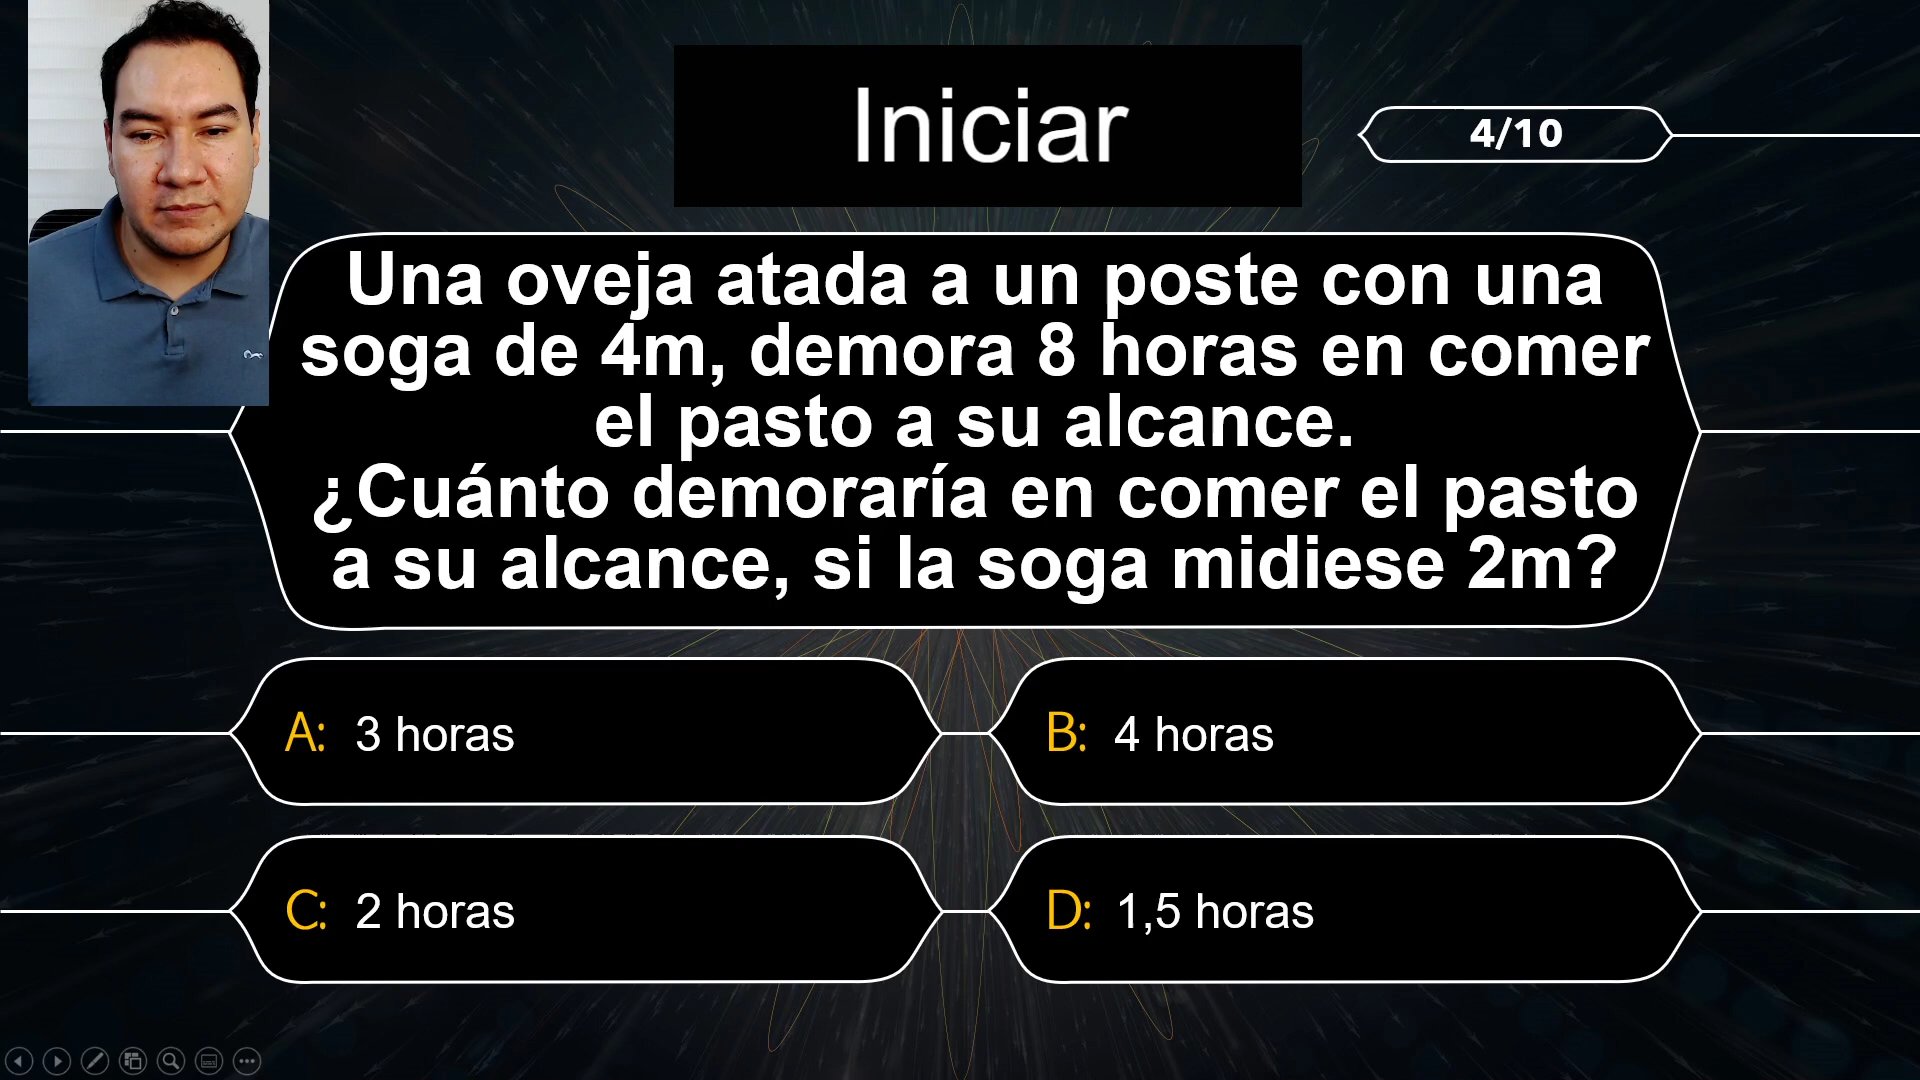 Iniciar
4/10
Una oveja atada a un poste con una
soga de 4m, demora 8 horas en comer
el pasto a su alcance.
¿Cuánto demoraría en comer el pasto
a su alcance, si la soga midiese 2m?
A: 3 horas
B: 4 horas
C: 2 horas
D: 1,5 horas